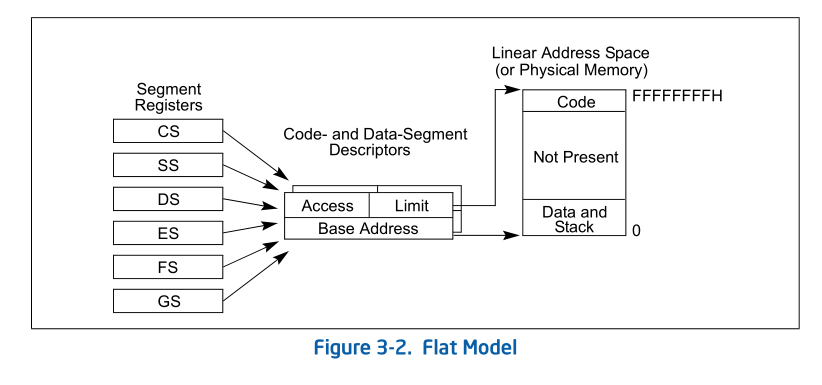 Linear Address Space
(or Physical Memory)
Segment
Registers
CS
SS
DS
ES
FS
GS
Code- and Data-Segment
Descriptors
Access
Limit
Base Address
Code
FFFFFFFFH
Not Present
Data and
Stack
0
Figure 3-2. Flat Model